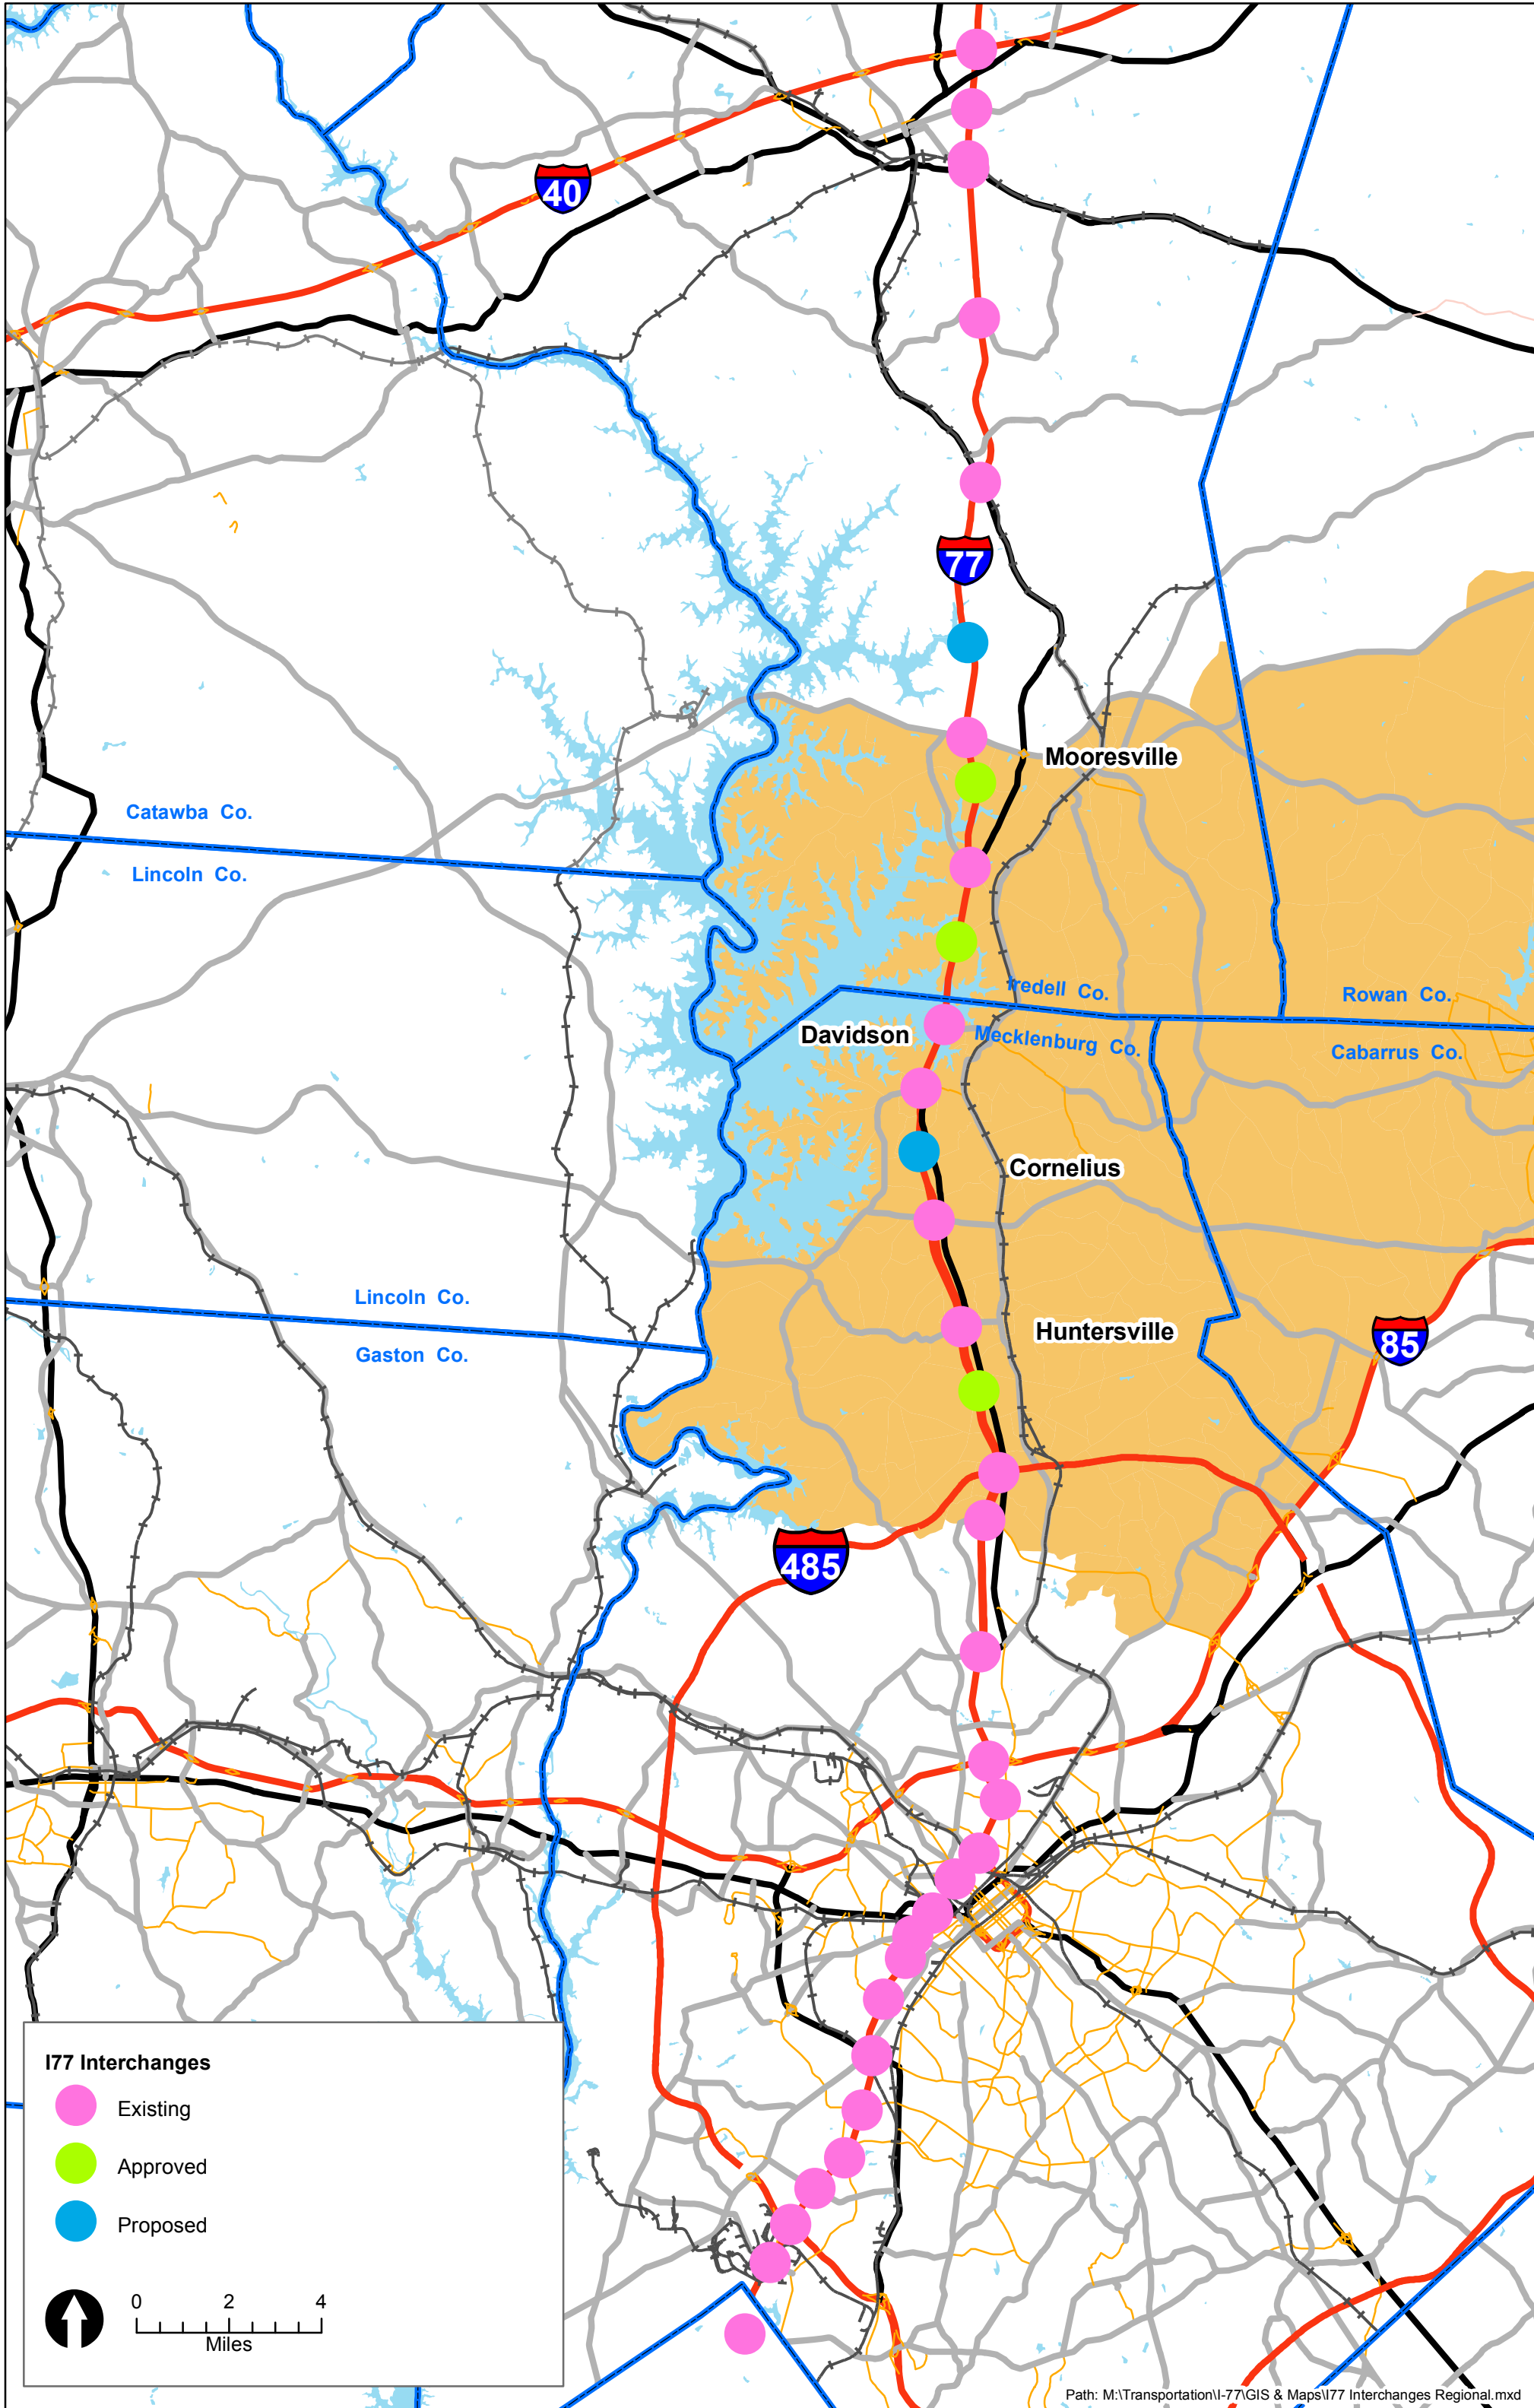 40
77
Mooresville
Catawba Co.
Lincoln Co.
Iredell Co.
Rowan Co.
Davidson
Mecklenburg Co.
Cabarrus Co.
Cornelius
Lincoln Co.
Gaston Co.
Huntersville
85
485
I77 Interchanges
Existing
Approved
Proposed
0 2 4
Miles
Path: M:\Transportation\I-77\GIS & Maps\I77 Interchanges Regional.mxd